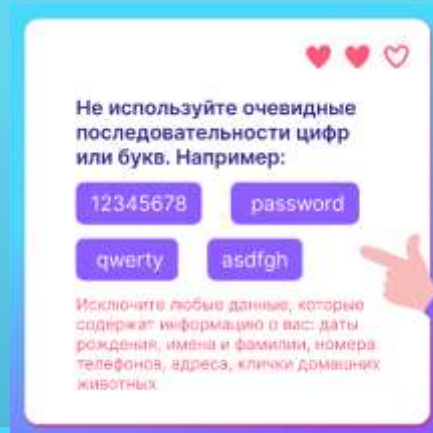 Не используйте очевидные
последовательности цифр
или букв. Например:
12345678 password
qwerty asdfgh
Исключите любые данные, которые
содержат информацию о вас: даты
рождения, имена и фамилии, номера
телефонов, адреса, клички домашних
животных